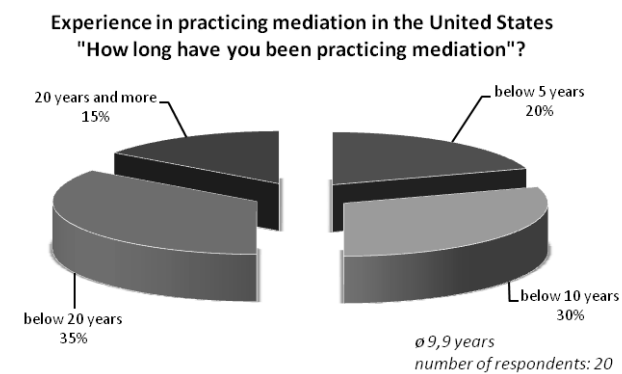 Experience in practicing mediation in the United States
"How long have you been practicing mediation"?
20 years and more
15%
below 5 years
20%
below 10 years
30%
below 20 years
35%
ø 9,9 years
number of respondents: 20